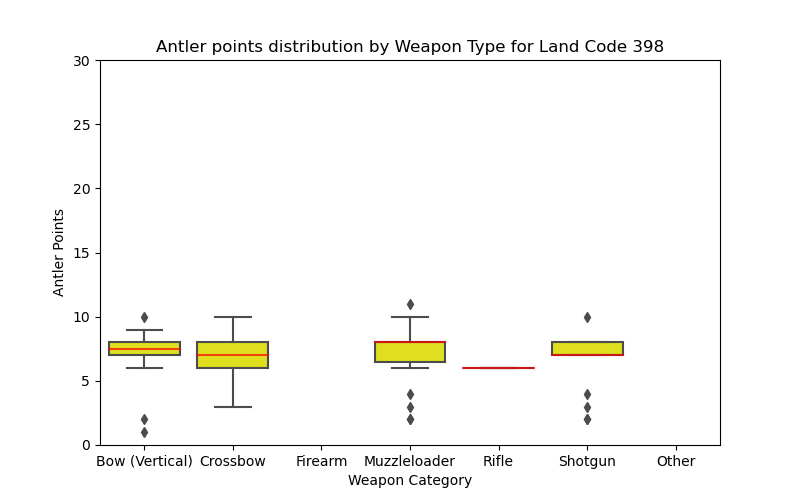 Antler points distribution by Weapon Type for Land Code 398
30
25
20
15
10
5
0
Antler Points
Bow (Vertical) Crossbow Firearm Muzzleloader Rifle Shotgun Other
Weapon Category